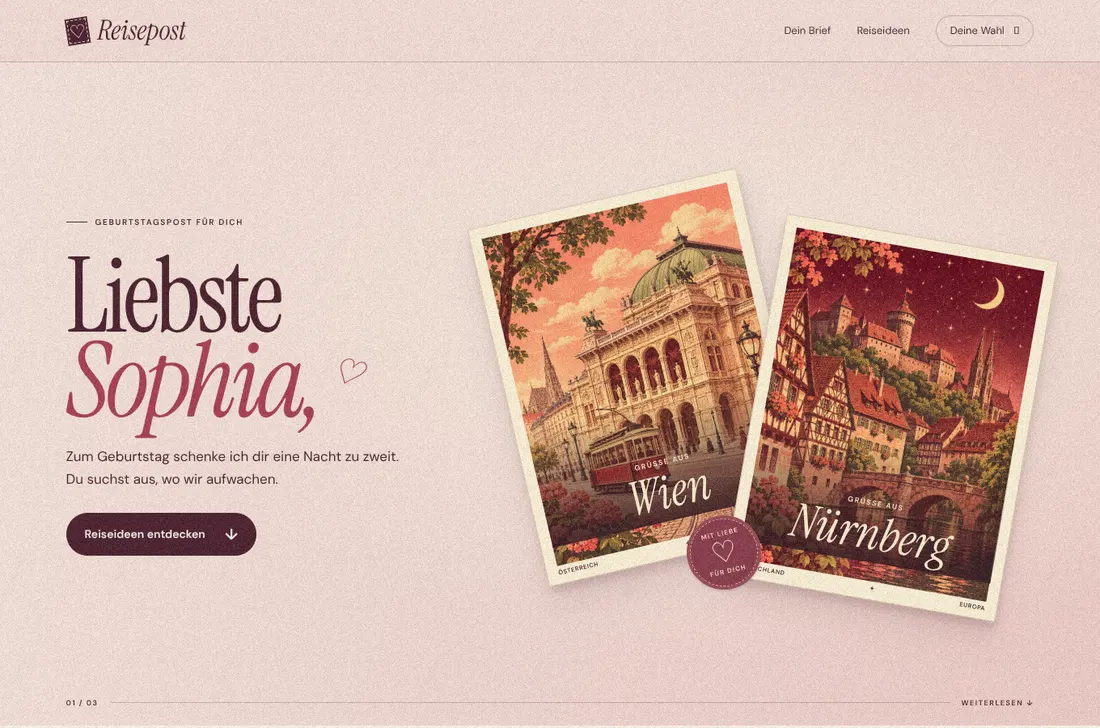 Reisepost
Dein Brief
Reiseideen
Deine Wahl
GEBURTSTAGSPOST FÜR DICH
Liebste
Sophia,
Zum Geburtstag schenke ich dir eine Nacht zu zweit.
Du suchst aus, wo wir aufwachen.
Reiseideen entdecken
GRÜSSE AUS
Wien
ÖSTERREICH
GRÜSSE AUS
Nürnberg
CHLAND
EUROPA
MIT LIEBE
FÜR DICH
01 / 03
WEITERLESEN